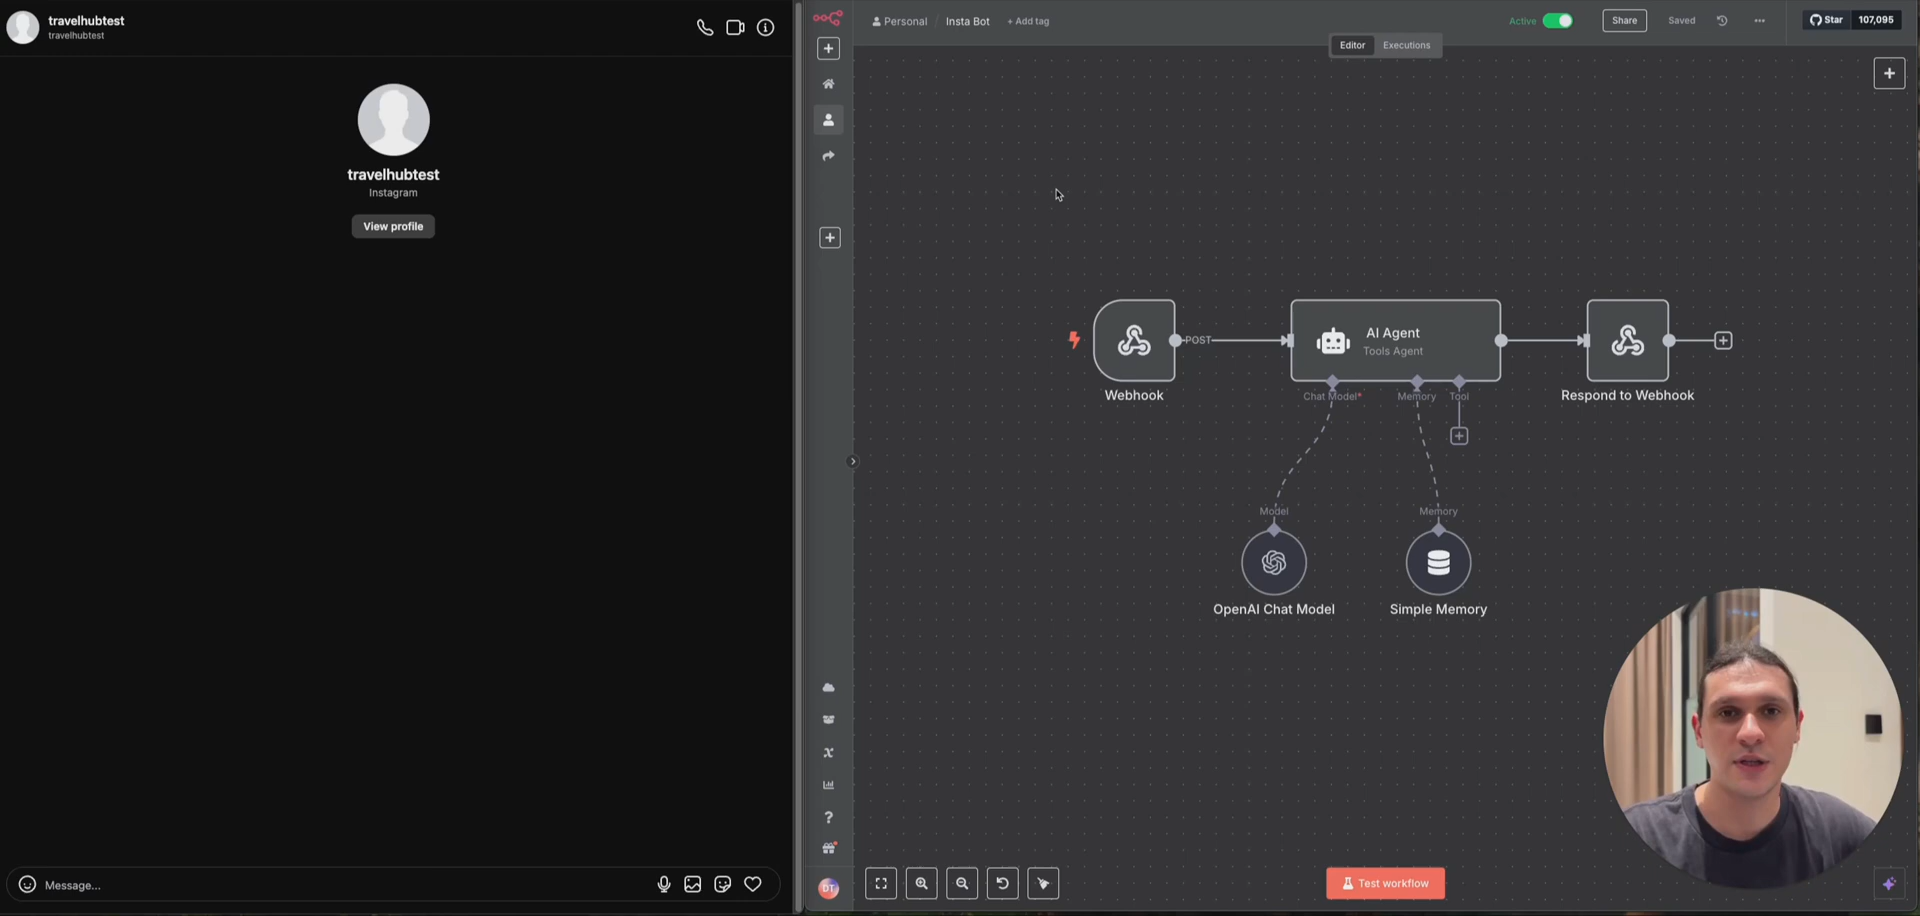 travelhubtest
travelhubtest
travelhubtest
Instagram
View profile
Message...
Personal / Insta Bot + Add tag
Active
Share
Saved
Star 107,095
Editor Executions
POST
AI Agent
Tools Agent
Webhook
Chat Model*
Memory
Tool
Respond to Webhook
Model
Memory
OpenAI Chat Model
Simple Memory
DT
Test workflow